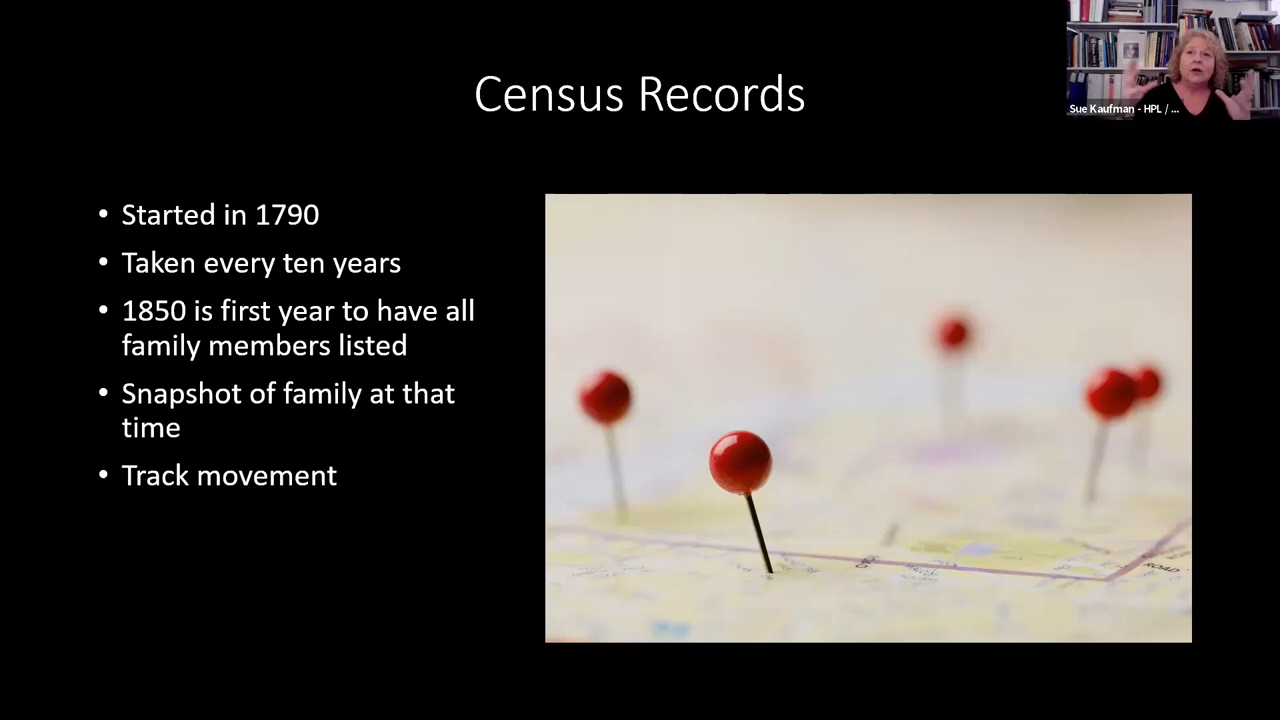 Census Records
Sue Kaufman - HPL / ...
• Started in 1790
• Taken every ten years
• 1850 is first year to have all
family members listed
• Snapshot of family at that
time
• Track movement
ROAD